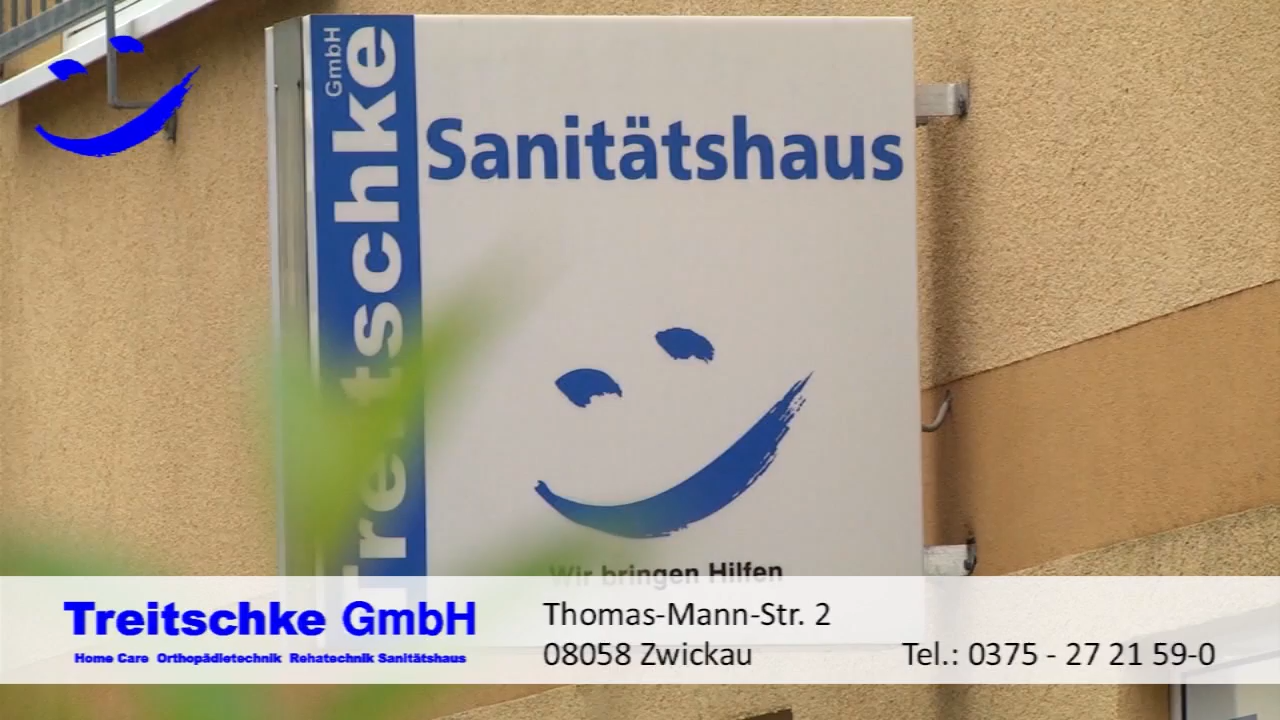 Treitschke GmbH
Sanitätshaus
Wir bringen Hilfen
Treitschke GmbH
Home Care Orthopädietechnik Rehatechnik Sanitätshaus
Thomas-Mann-Str. 2
08058 Zwickau
Tel.: 0375 - 27 21 59-0